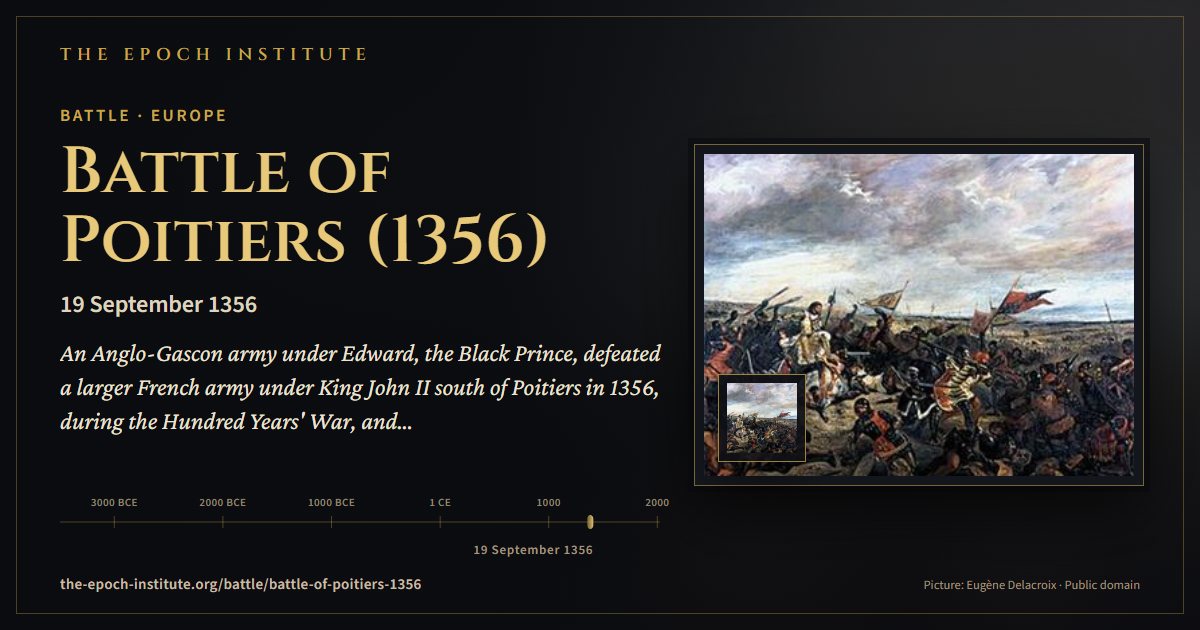 THE EPOCH INSTITUTE
BATTLE · EUROPE
BATTLE OF
POITIERS (1356)
19 September 1356
An Anglo-Gascon army under Edward, the Black Prince, defeated
a larger French army under King John II south of Poitiers in 1356,
during the Hundred Years' War, and...
3000 BCE 2000 BCE 1000 BCE 1 CE 1000 2000
19 September 1356
the-epoch-institute.org/battle/battle-of-poitiers-1356
Picture: Eugène Delacroix · Public domain